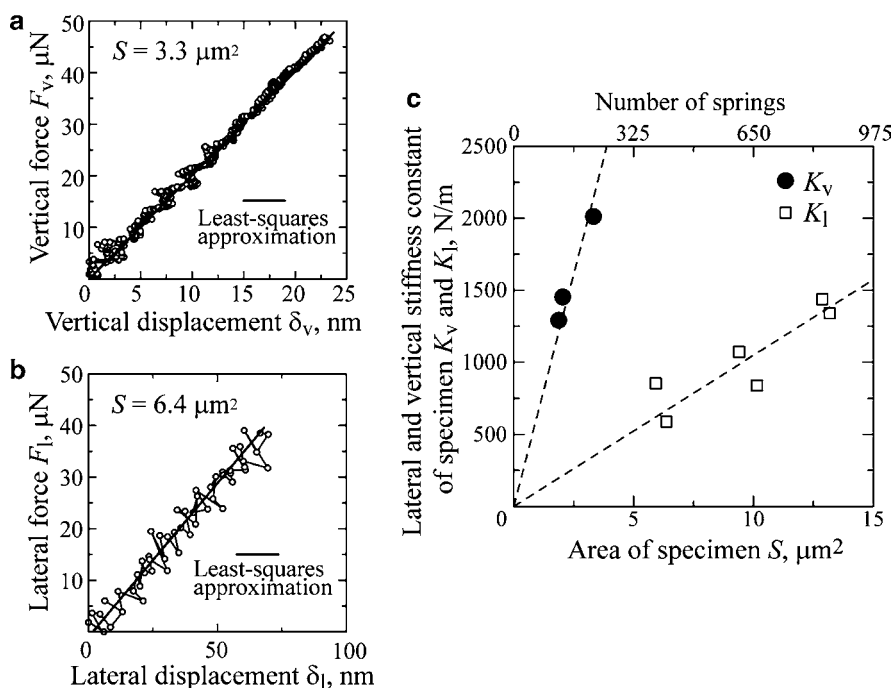 a
50
40
30
20
10
0
S = 3.3 μm²
Vertical force Fᵥ, μN
Least-squares
approximation
0 5 10 15 20 25
Vertical displacement δᵥ, nm
b
50
40
30
20
10
0
S = 6.4 μm²
Lateral force Fₗ, μN
Least-squares
approximation
0 50 100
Lateral displacement δₗ, nm
c
Number of springs
0 325 650 975
2500
2000
1500
1000
500
0
Lateral and vertical stiffness constant
of specimen Kᵥ and Kₗ, N/m
Kᵥ
Kₗ
5 10 15
Area of specimen S, μm²